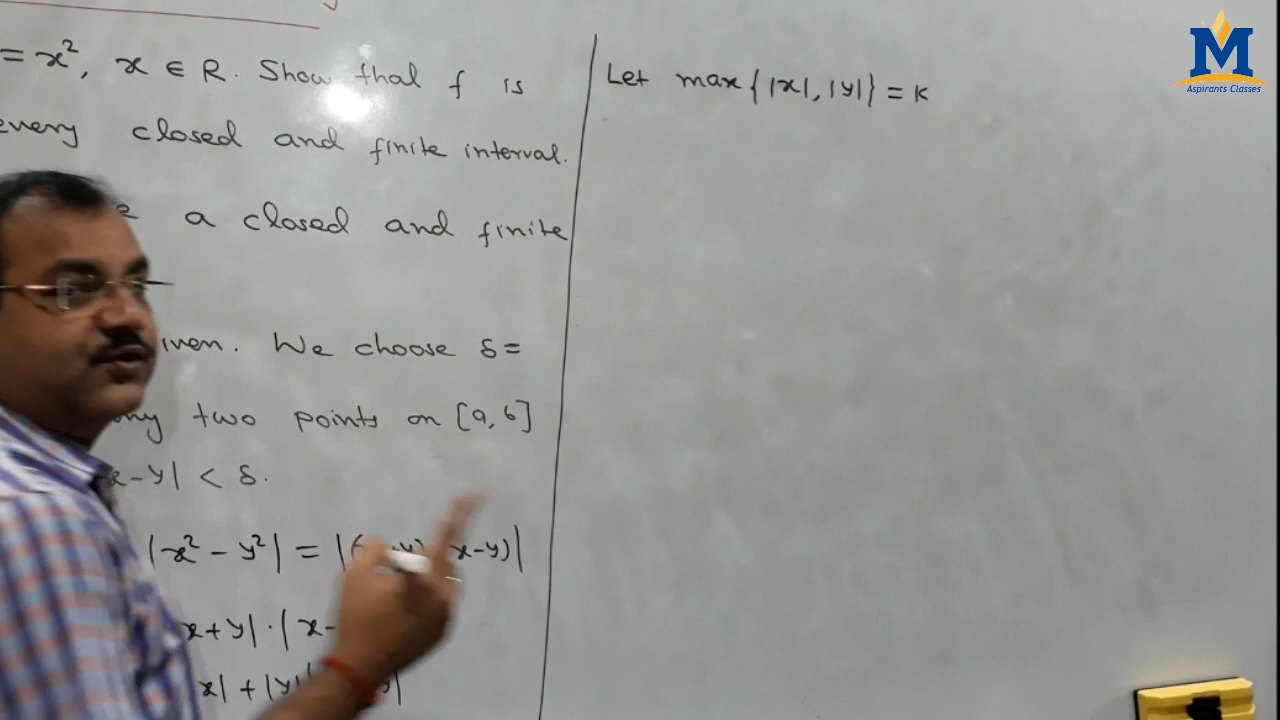 = x², x ∈ R. Show that f is
every closed and finite interval.
a closed and finite
iven. We choose δ=
any two points on [a, b]
x-y| < δ.
|x² - y²| = |( -y) x-y)|
x+y| · | x-
x| + |y|
Let max{|x|, |y|} = K
M
Aspirants Classes